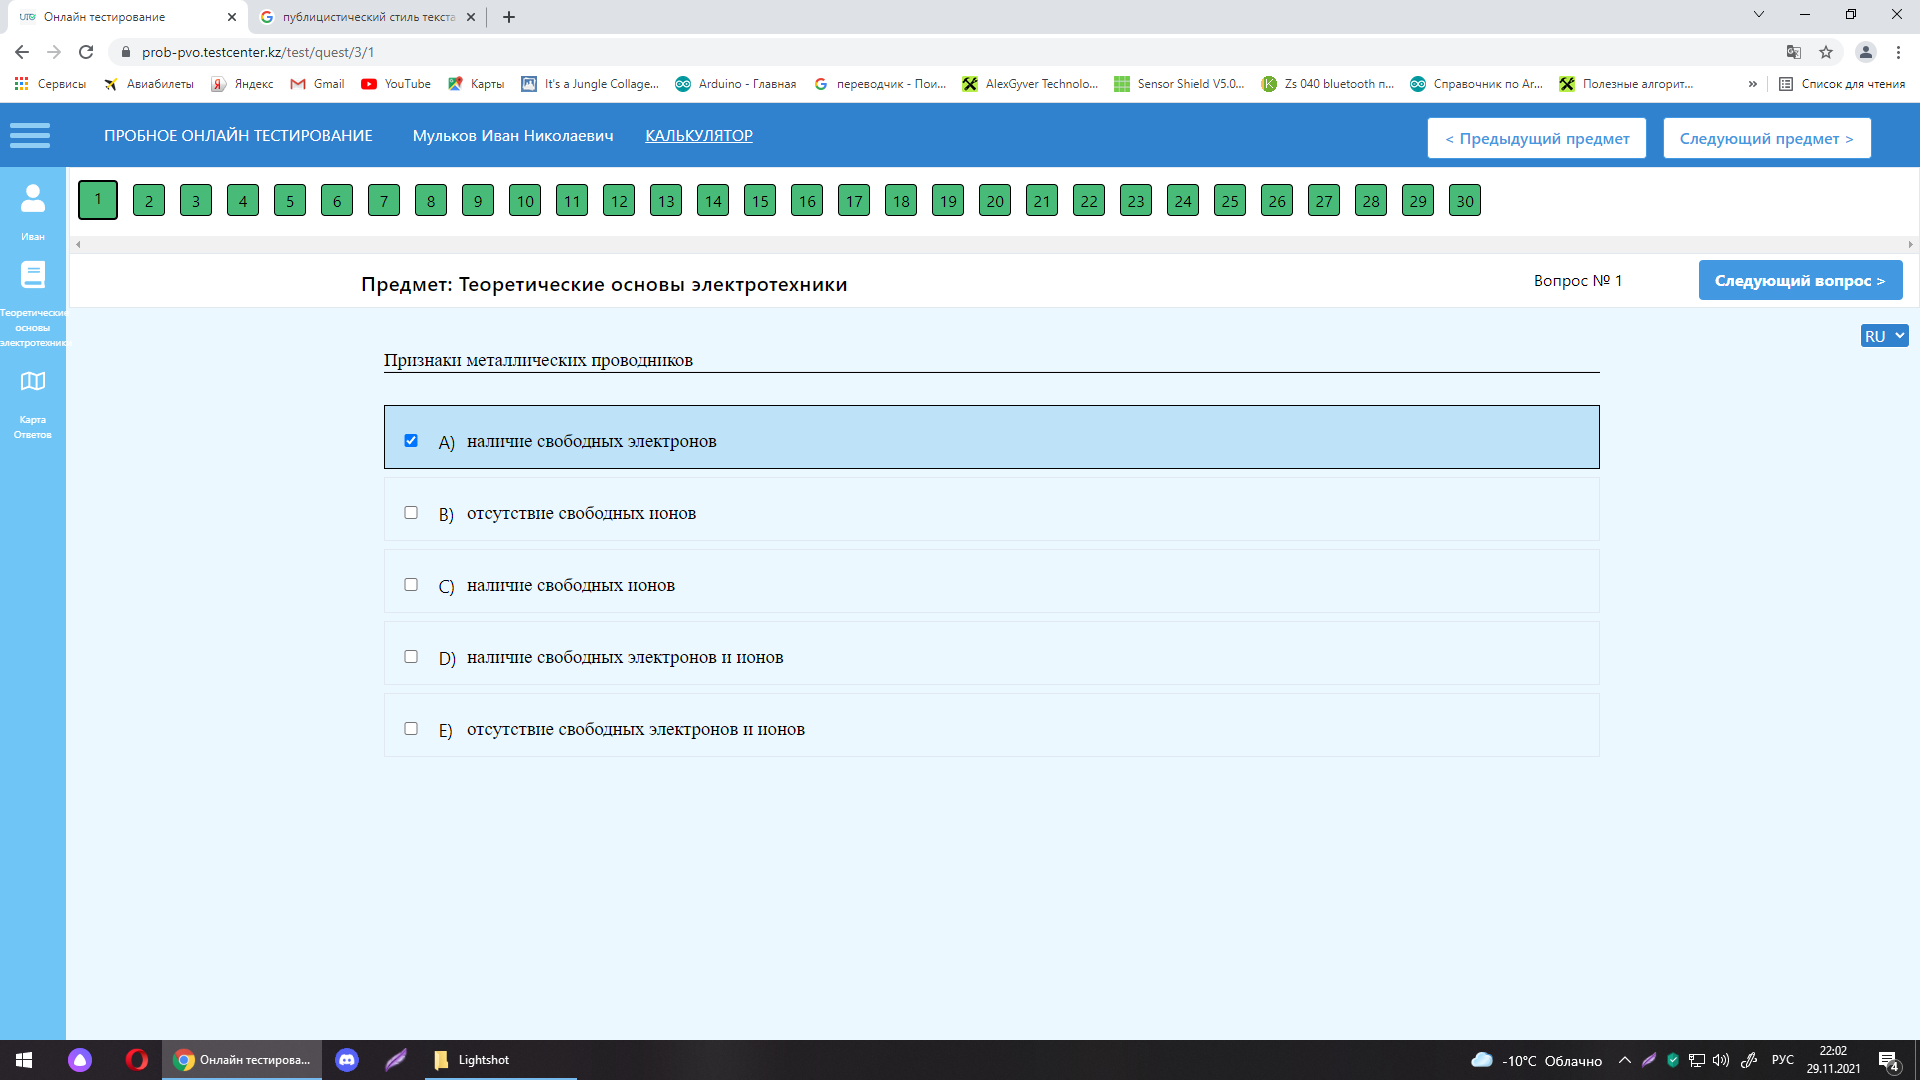 Онлайн тестирование
публицистический стиль текста
prob-pvo.testcenter.kz/test/quest/3/1
Сервисы Авиабилеты Яндекс Gmail YouTube Карты It's a Jungle Collage... Arduino - Главная переводчик - Пои... AlexGyver Technolo... Sensor Shield V5.0... Zs 040 bluetooth п... Справочник по Ar... Полезные алгорит... » Список для чтения
ПРОБНОЕ ОНЛАЙН ТЕСТИРОВАНИЕ Мульков Иван Николаевич КАЛЬКУЛЯТОР < Предыдущий предмет Следующий предмет >
1 2 3 4 5 6 7 8 9 10 11 12 13 14 15 16 17 18 19 20 21 22 23 24 25 26 27 28 29 30
Иван
Теоретические
основы
электротехник
Карта
Ответов
Предмет: Теоретические основы электротехники Вопрос № 1 Следующий вопрос >
RU
Признаки металлических проводников
A) наличие свободных электронов
B) отсутствие свободных ионов
C) наличие свободных ионов
D) наличие свободных электронов и ионов
E) отсутствие свободных электронов и ионов
Онлайн тестирова... Lightshot -10°C Облачно РУС 22:02
29.11.2021
4